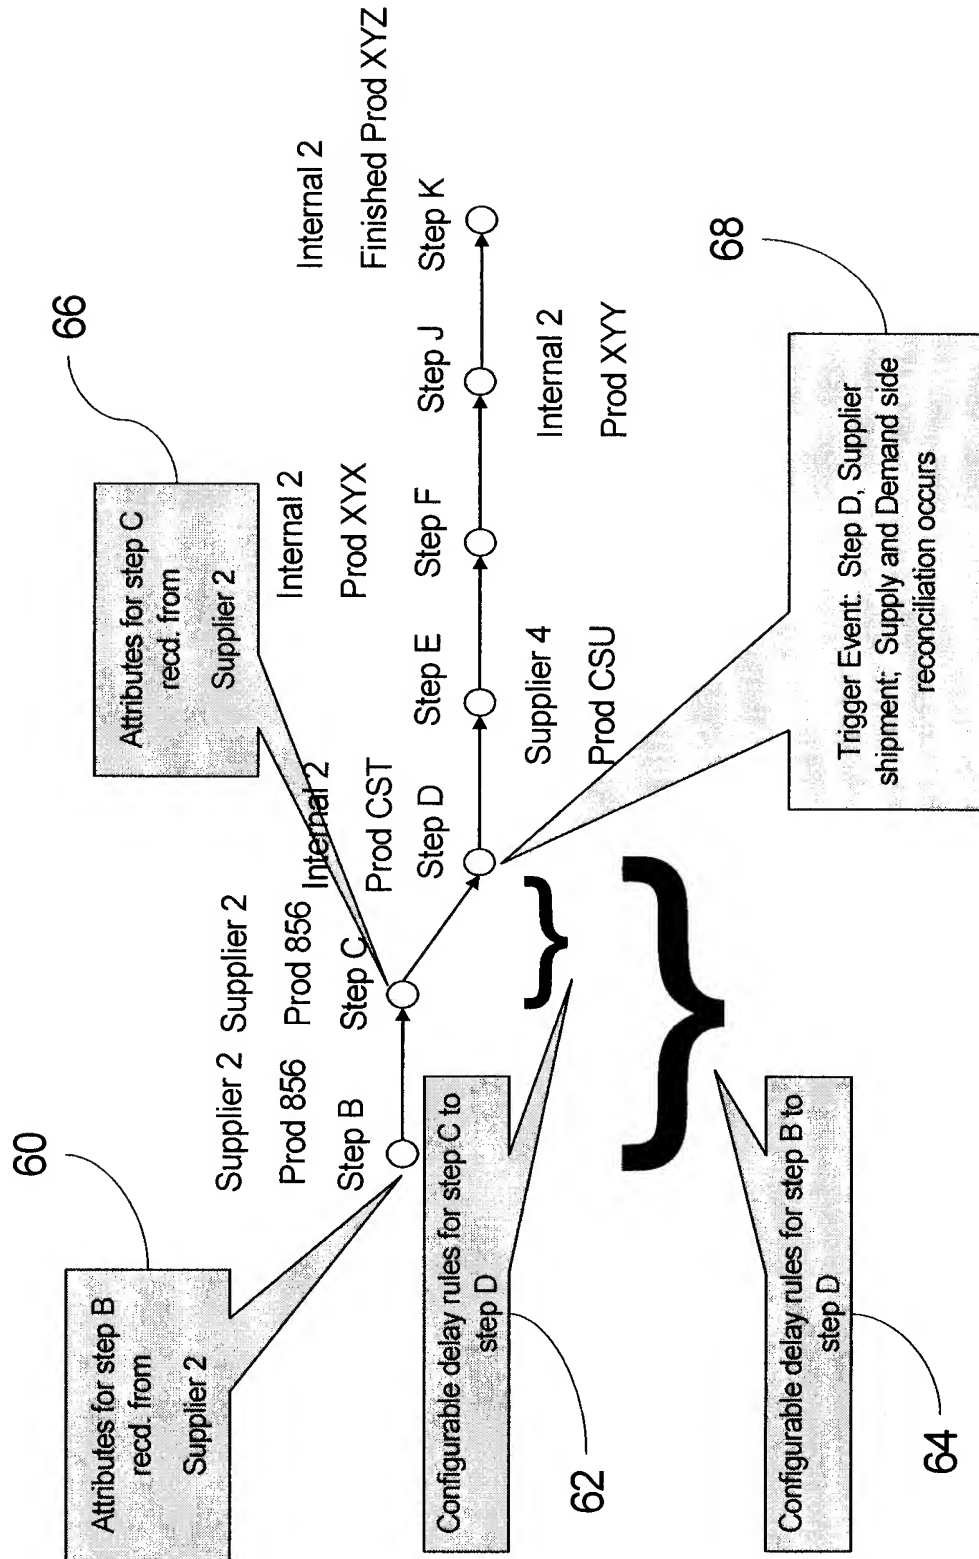 60
Attributes for step B
recd. from
Supplier 2
66
Attributes for step C
recd. from
Supplier 2
Supplier 2
Prod 856
Step B
Supplier 2
Prod 856
Step C
Internal 2
Prod CST
Step D
Step E
Supplier 4
Prod CSU
Internal 2
Prod XYX
Step F
Step J
Internal 2
Prod XYY
Internal 2
Finished Prod XYZ
Step K
Configurable delay rules for step C to
step D
62
Configurable delay rules for step B to
step D
64
Trigger Event: Step D, Supplier
shipment; Supply and Demand side
reconciliation occurs
68